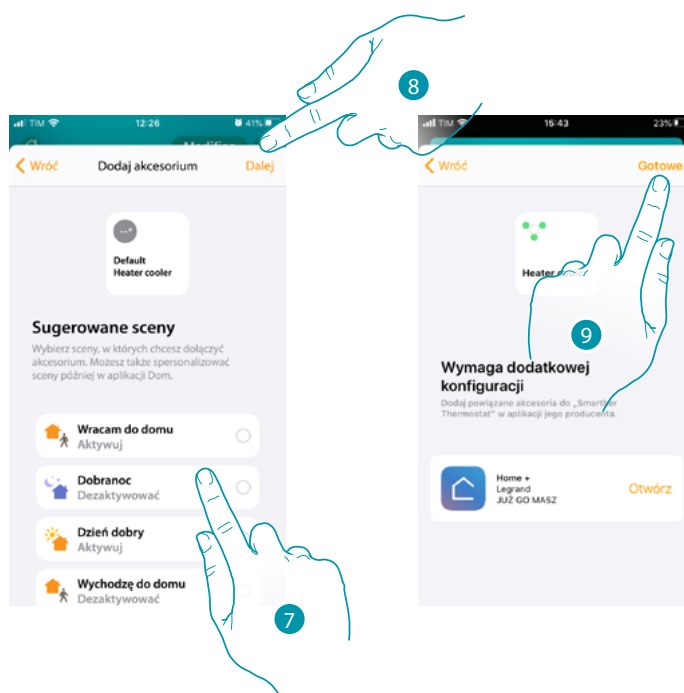 8
TIM 12:26 41%
Wróć Dodaj akcesorium Dalej
--°
Default
Heater cooler
Sugerowane sceny
Wybierz sceny, w których chcesz dołączyć
akcesorium. Możesz także spersonalizować
sceny później w aplikacji Dom.
Wracam do domu
Aktywuj
Dobranoc
Dezaktywować
Dzień dobry
Aktywuj
Wychodzę do domu
Dezaktywować
7
TIM 15:43 23%
Wróć Gotowe
Heater
9
Wymaga dodatkowej
konfiguracji
Dodaj powiązane akcesoria do „Smarther
Thermostat” w aplikacji jego producenta.
Home +
Legrand
JUŻ GO MASZ
Otwórz